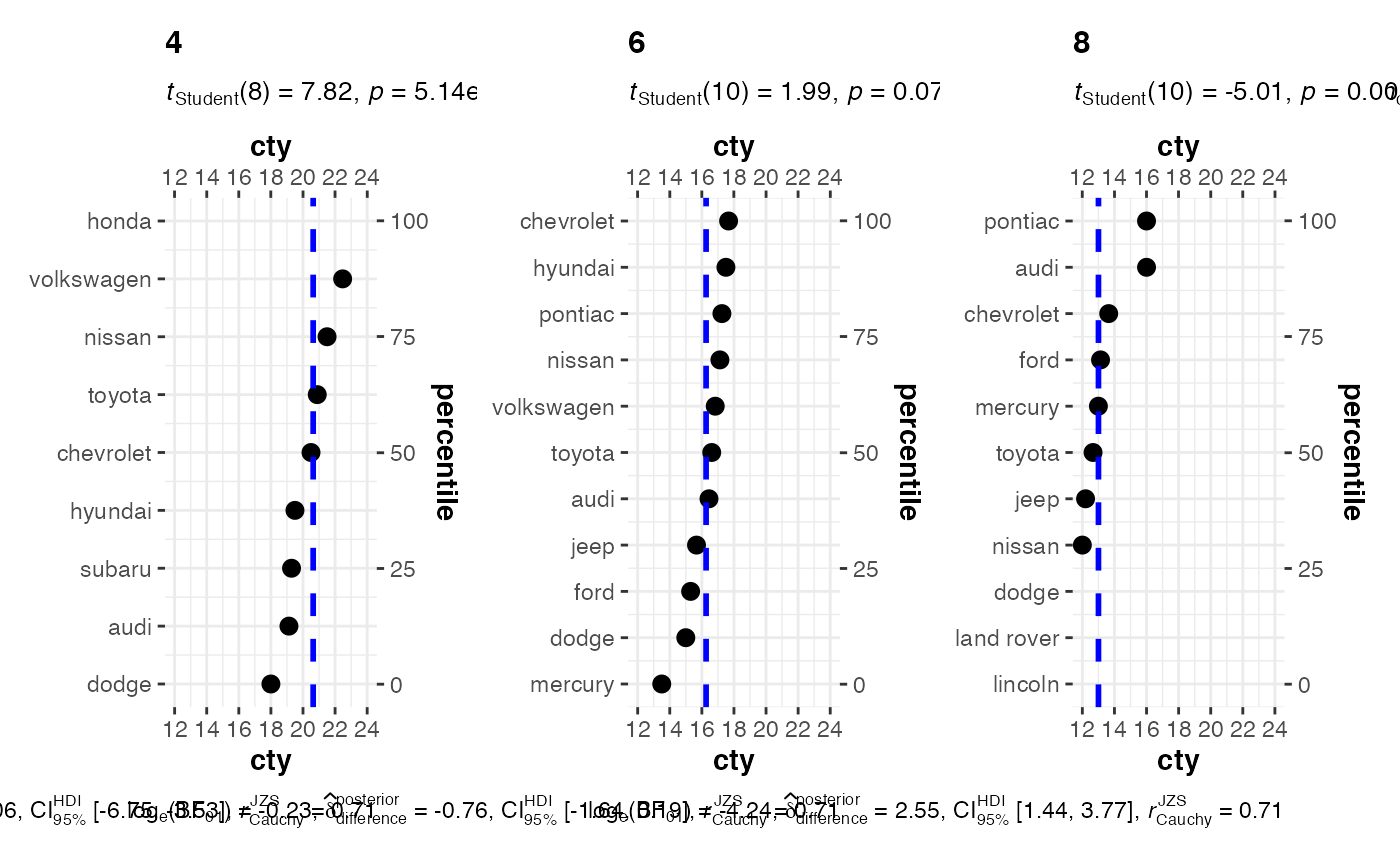 4 6 8
tStudent(8) = 7.82, p = 5.14e tStudent(10) = 1.99, p = 0.07 tStudent(10) = -5.01, p = 0.00
cty cty cty
12 14 16 18 20 22 24 12 14 16 18 20 22 24 12 14 16 18 20 22 24
honda
volkswagen
nissan
toyota
chevrolet
hyundai
subaru
audi
dodge
100
75
50
25
0
percentile
chevrolet
hyundai
pontiac
nissan
volkswagen
toyota
audi
jeep
ford
dodge
mercury
100
75
50
25
0
percentile
pontiac
audi
chevrolet
ford
mercury
toyota
jeep
nissan
dodge
land rover
lincoln
100
75
50
25
0
percentile
12 14 16 18 20 22 24 12 14 16 18 20 22 24 12 14 16 18 20 22 24
cty cty cty
= -0.76, CI95%HDI = 2.55, CI95%HDI [1.44, 3.77], rCauchyJZS = 0.71